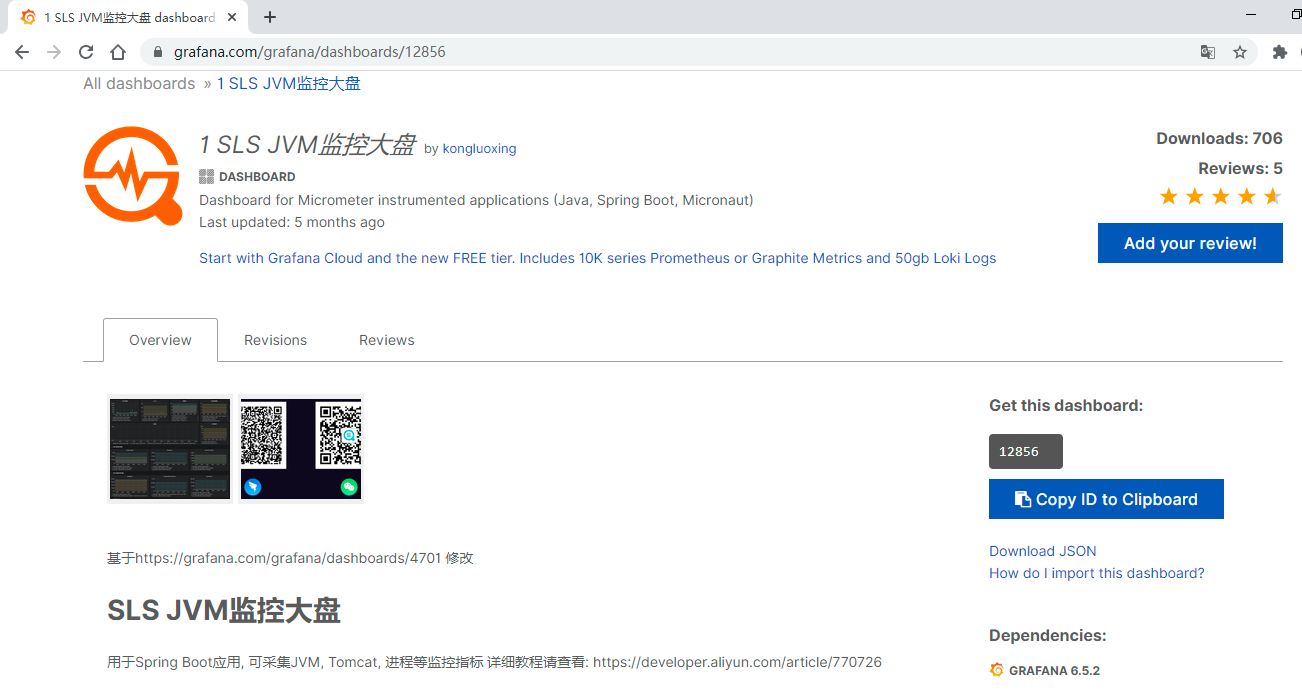 1 SLS JVM监控大盘 dashboard
grafana.com/grafana/dashboards/12856
All dashboards » 1 SLS JVM监控大盘
1 SLS JVM监控大盘 by kongluoxing
DASHBOARD
Dashboard for Micrometer instrumented applications (Java, Spring Boot, Micronaut)
Last updated: 5 months ago
Start with Grafana Cloud and the new FREE tier. Includes 10K series Prometheus or Graphite Metrics and 50gb Loki Logs
Downloads: 706
Reviews: 5
Add your review!
Overview
Revisions
Reviews
基于https://grafana.com/grafana/dashboards/4701 修改
SLS JVM监控大盘
用于Spring Boot应用, 可采集JVM, Tomcat, 进程等监控指标 详细教程请查看: https://developer.aliyun.com/article/770726
Get this dashboard:
12856
Copy ID to Clipboard
Download JSON
How do I import this dashboard?
Dependencies:
GRAFANA 6.5.2